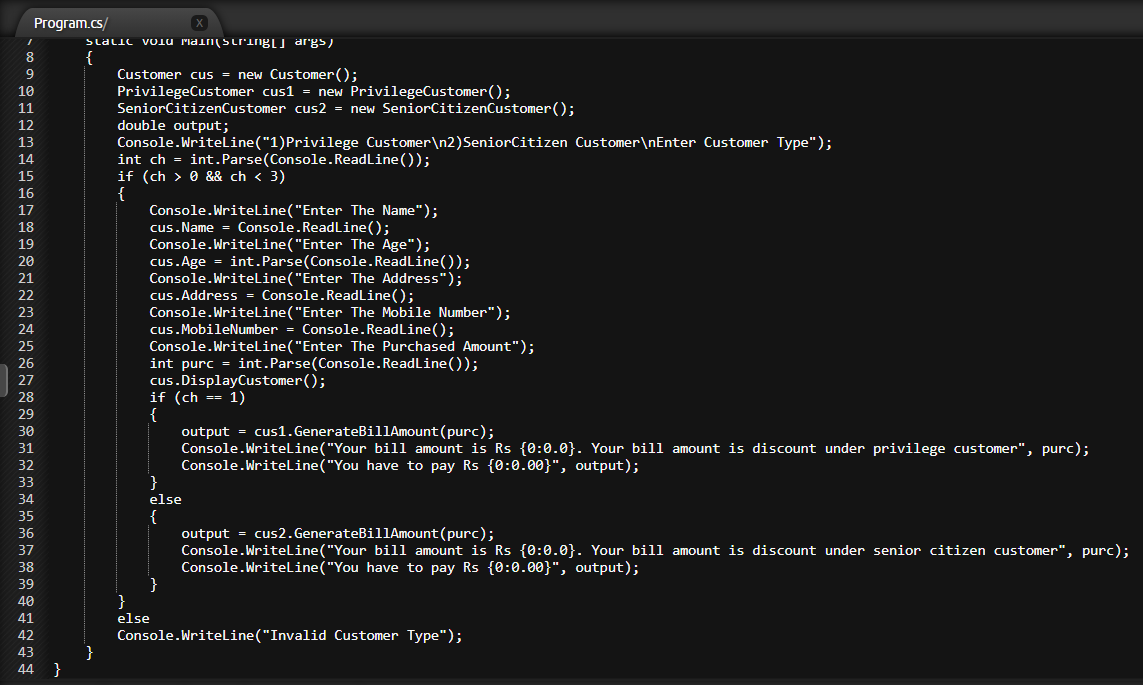 Program.cs/ x
7 static void Main(string[] args)
8 {
9 Customer cus = new Customer();
10 PrivilegeCustomer cus1 = new PrivilegeCustomer();
11 SeniorCitizenCustomer cus2 = new SeniorCitizenCustomer();
12 double output;
13 Console.WriteLine("1)Privilege Customer\n2)SeniorCitizen Customer\nEnter Customer Type");
14 int ch = int.Parse(Console.ReadLine());
15 if (ch > 0 && ch < 3)
16 {
17 Console.WriteLine("Enter The Name");
18 cus.Name = Console.ReadLine();
19 Console.WriteLine("Enter The Age");
20 cus.Age = int.Parse(Console.ReadLine());
21 Console.WriteLine("Enter The Address");
22 cus.Address = Console.ReadLine();
23 Console.WriteLine("Enter The Mobile Number");
24 cus.MobileNumber = Console.ReadLine();
25 Console.WriteLine("Enter The Purchased Amount");
26 int purc = int.Parse(Console.ReadLine());
27 cus.DisplayCustomer();
28 if (ch == 1)
29 {
30 output = cus1.GenerateBillAmount(purc);
31 Console.WriteLine("Your bill amount is Rs {0:0.0}. Your bill amount is discount under privilege customer", purc);
32 Console.WriteLine("You have to pay Rs {0:0.00}", output);
33 }
34 else
35 {
36 output = cus2.GenerateBillAmount(purc);
37 Console.WriteLine("Your bill amount is Rs {0:0.0}. Your bill amount is discount under senior citizen customer", purc);
38 Console.WriteLine("You have to pay Rs {0:0.00}", output);
39 }
40 }
41 else
42 Console.WriteLine("Invalid Customer Type");
43 }
44 }